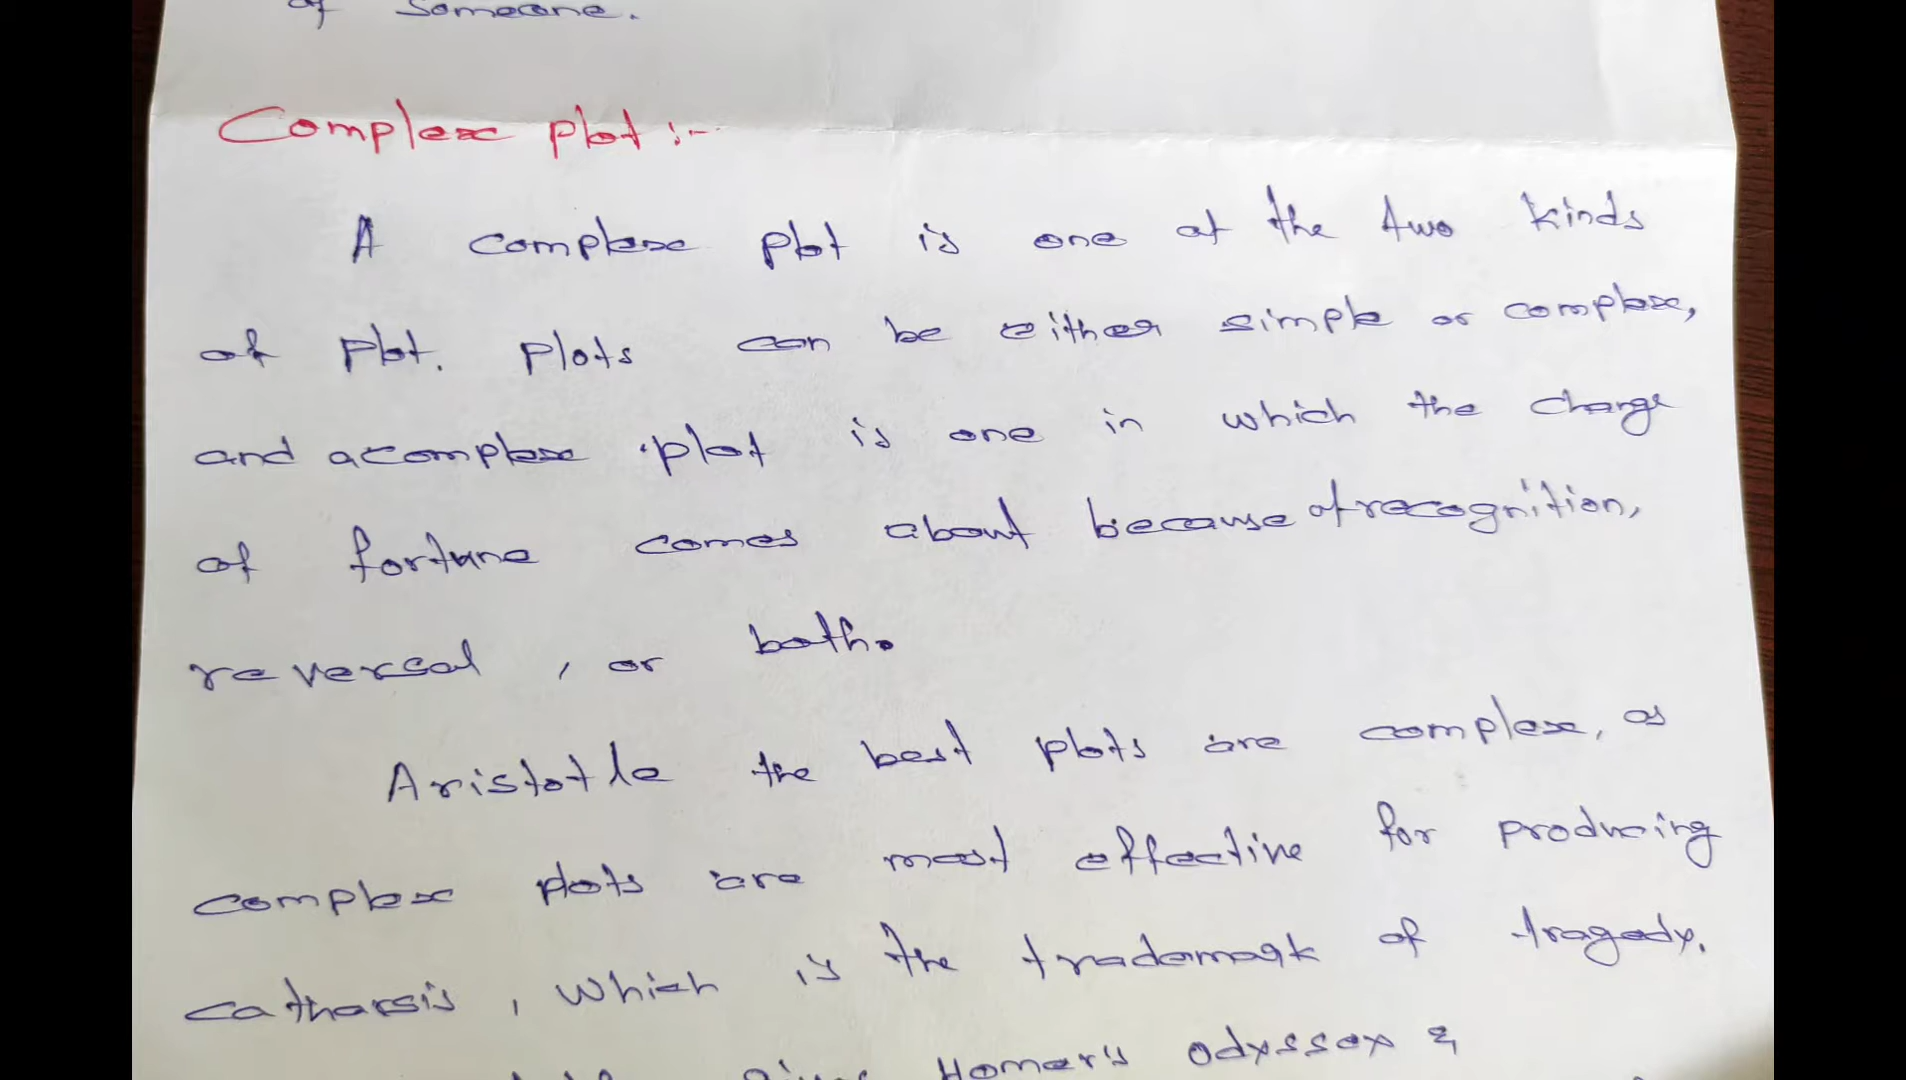 of someone.
Complex plot :-
A complex plot is one of the two kinds
of plot. Plots can be either simple or complex,
and a complex plot is one in which the change
of fortune comes about because of recognition,
reversal, or both.
Aristotle the best plots are complex, as
complex plots are most effective for producing
catharsis, which is the trademark of tragedy.
Homer's Odyssey &